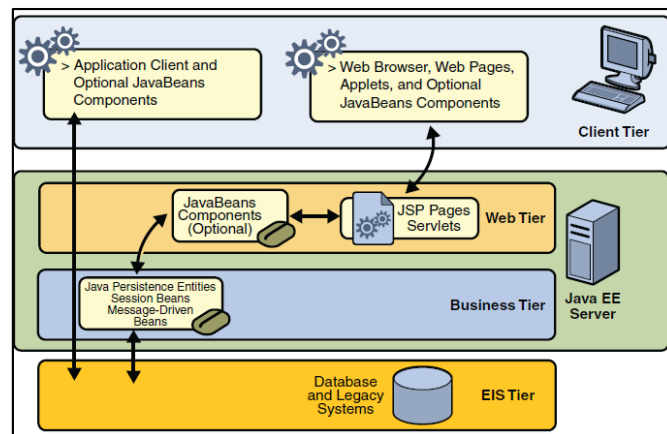 > Application Client and
Optional JavaBeans
Components
> Web Browser, Web Pages,
Applets, and Optional
JavaBeans Components
Client Tier
JavaBeans
Components
(Optional)
JSP Pages
Servlets
Web Tier
Java Persistence Entities
Session Beans
Message-Driven
Beans
Business Tier
Java EE
Server
Database
and Legacy
Systems
EIS Tier